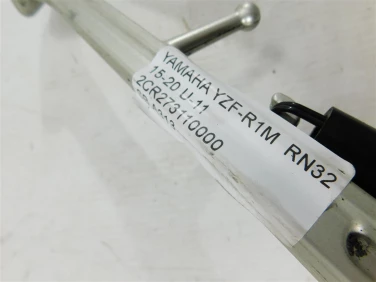 YAMAHA YZF-R1M RN32
15-20 U-11
2CR273110000